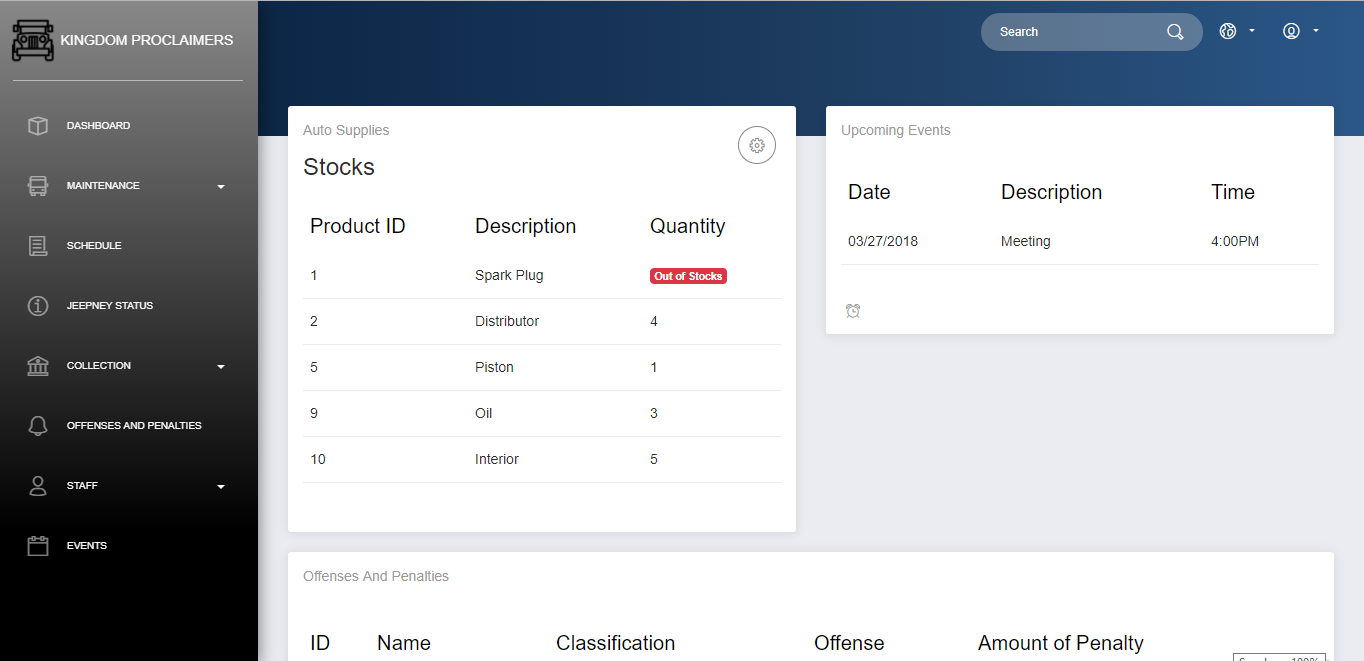 KINGDOM PROCLAIMERS
DASHBOARD
MAINTENANCE
SCHEDULE
JEEPNEY STATUS
COLLECTION
OFFENSES AND PENALTIES
STAFF
EVENTS
Search
Auto Supplies
Stocks
Product ID Description Quantity
1 Spark Plug Out of Stocks
2 Distributor 4
5 Piston 1
9 Oil 3
10 Interior 5
Upcoming Events
Date Description Time
03/27/2018 Meeting 4:00PM
Offenses And Penalties
ID Name Classification Offense Amount of Penalty